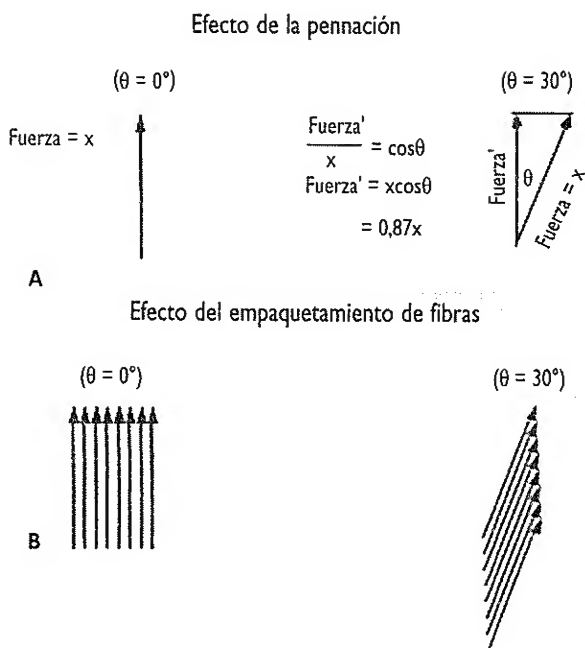 Efecto de la pennación
(θ = 0°)
(θ = 30°)
Fuerza = x
Fuerza'
x
= cosθ
Fuerza' = xcosθ
= 0,87x
Fuerza'
θ
Fuerza = x
A
Efecto del empaquetamiento de fibras
(θ = 0°)
(θ = 30°)
B